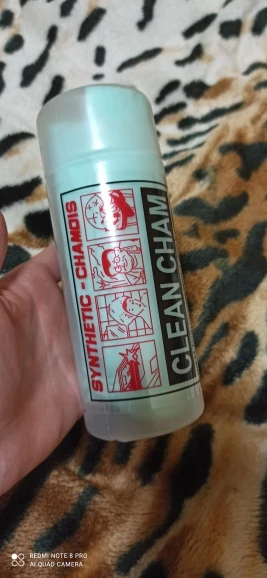 SYNTHETIC - CHAMOIS
CLEAN CHAM
REDMI NOTE 8 PRO
AI QUAD CAMERA